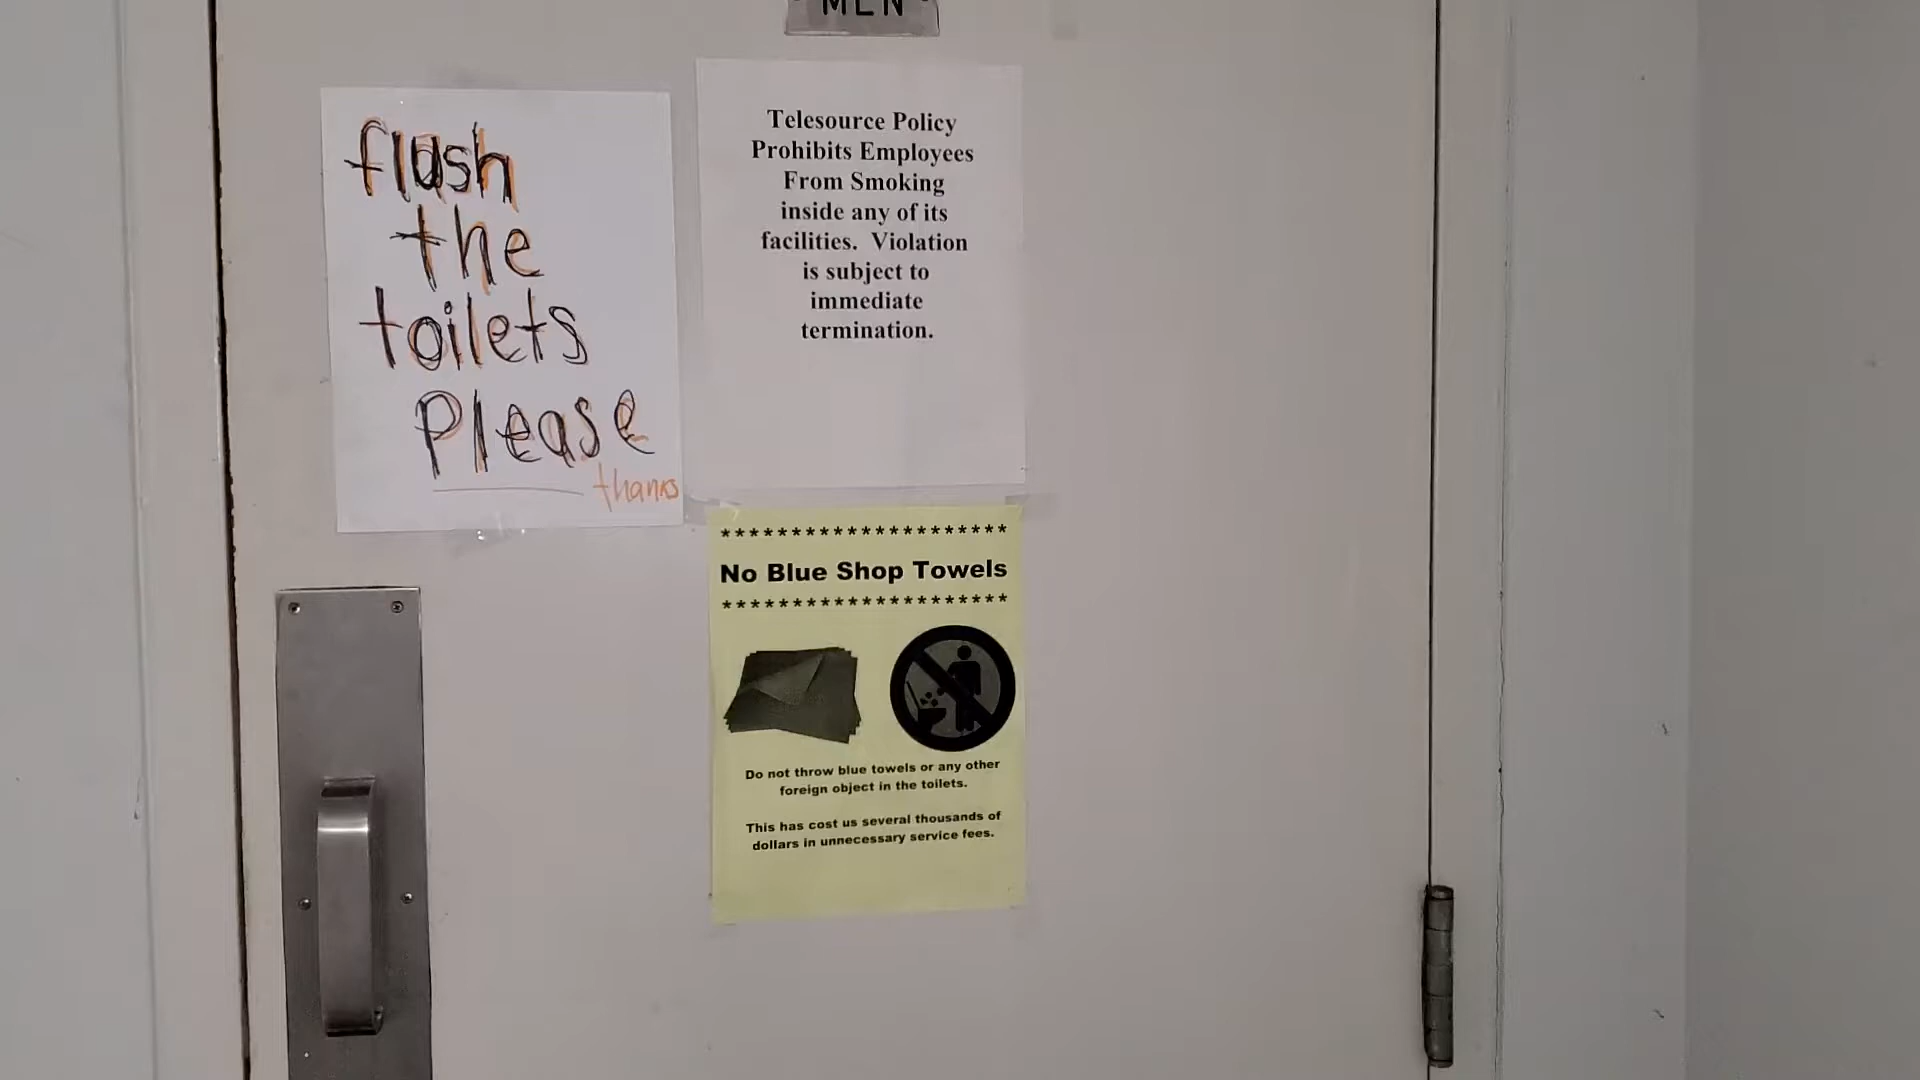 MEN
flush
the
toilets
Please
thanks
Telesource Policy
Prohibits Employees
From Smoking
inside any of its
facilities. Violation
is subject to
immediate
termination.
********************
No Blue Shop Towels
********************
Do not throw blue towels or any other
foreign object in the toilets.
This has cost us several thousands of
dollars in unnecessary service fees.